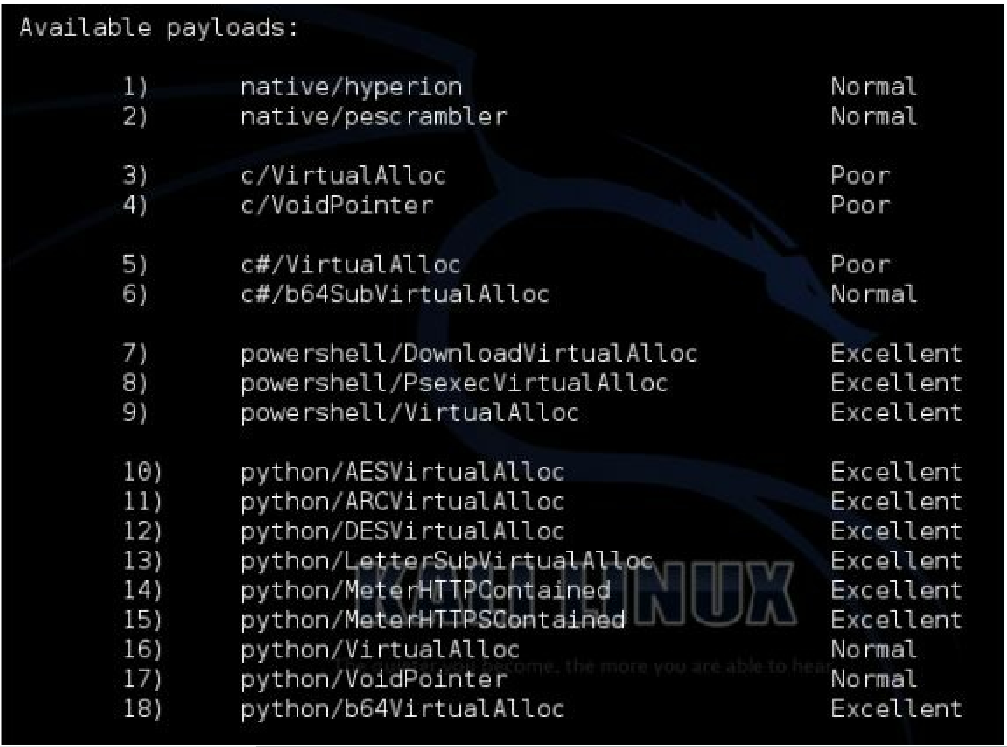 Available payloads:
1) native/hyperion Normal
2) native/pescrambler Normal
3) c/VirtualAlloc Poor
4) c/VoidPointer Poor
5) c#/VirtualAlloc Poor
6) c#/b64SubVirtualAlloc Normal
7) powershell/DownloadVirtualAlloc Excellent
8) powershell/PsexecVirtualAlloc Excellent
9) powershell/VirtualAlloc Excellent
10) python/AESVirtualAlloc Excellent
11) python/ARCVirtualAlloc Excellent
12) python/DESVirtualAlloc Excellent
13) python/LetterSubVirtualAlloc Excellent
14) python/MeterHTTPContained Excellent
15) python/MeterHTTPSContained Excellent
16) python/VirtualAlloc Normal
17) python/VoidPointer Normal
18) python/b64VirtualAlloc Excellent
KALI LINUX
The quieter you become, the more you are able to hear